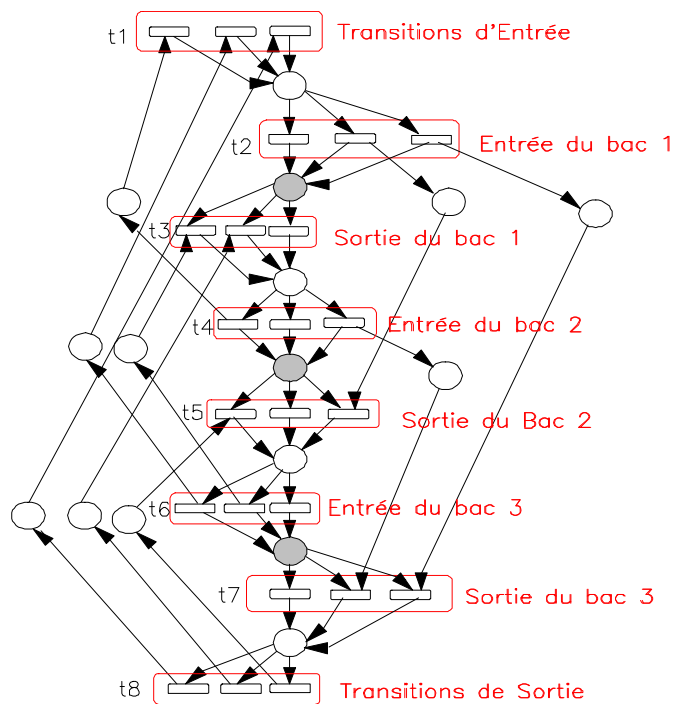 t1 Transitions d'Entrée
t2 Entrée du bac 1
t3 Sortie du bac 1
t4 Entrée du bac 2
t5 Sortie du Bac 2
t6 Entrée du bac 3
t7 Sortie du bac 3
t8 Transitions de Sortie